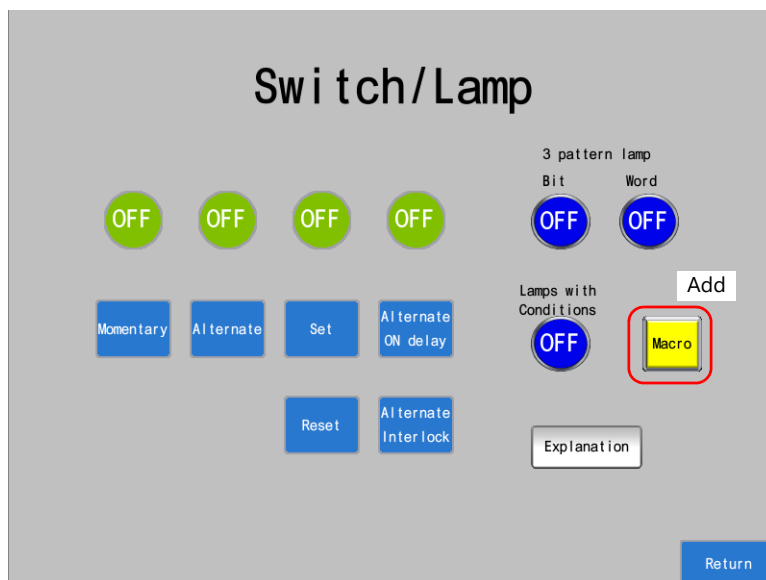 Switch/Lamp
3 pattern lamp
Bit Word
OFF OFF OFF OFF OFF OFF
Add
Lamps with
Conditions
Momentary Alternate Set Alternate
ON delay
OFF Macro
Reset Alternate
Interlock
Explanation
Return